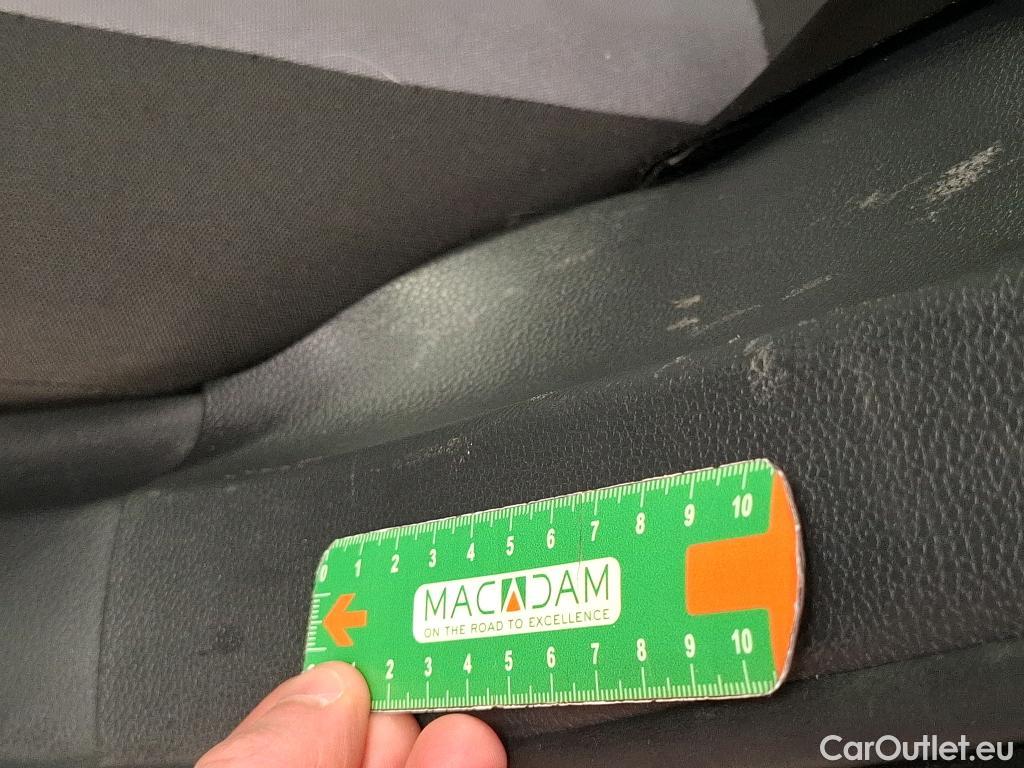 0 1 2 3 4 5 6 7 8 9 10
MACADAM
ON THE ROAD TO EXCELLENCE
2 3 4 5 6 7 8 9 10
CarOutlet.eu